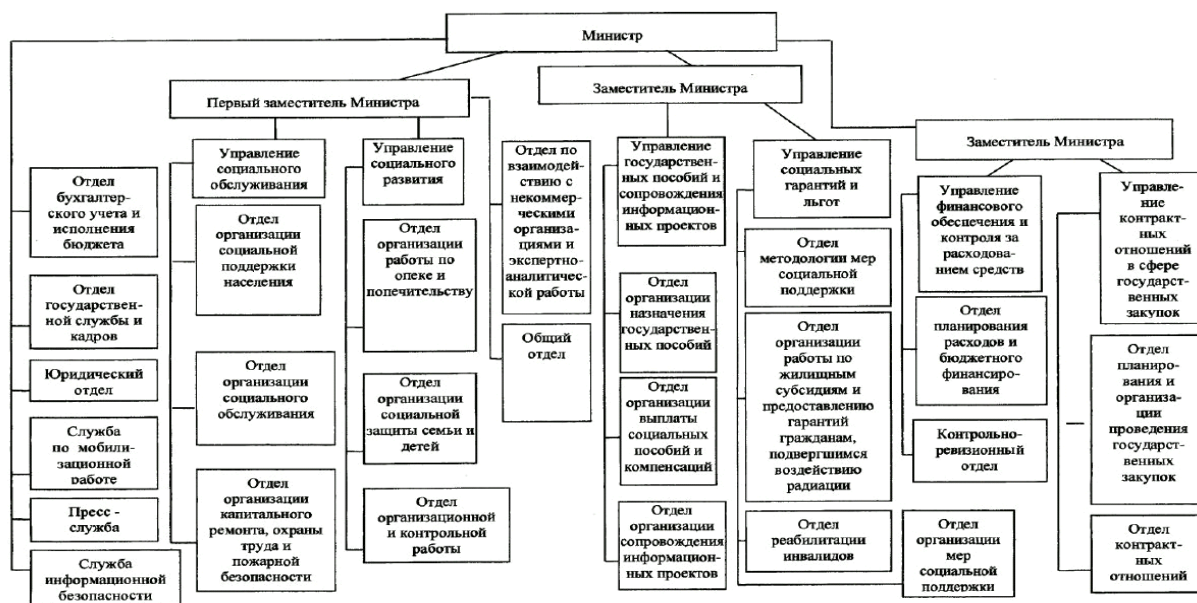 Министр
Первый заместитель Министра
Заместитель Министра
Заместитель Министра
Отдел
бухгалтер-
ского учета и
исполнения
бюджета
Отдел
государствен-
ной службы и
кадров
Юридический
отдел
Служба
по мобили-
зационной
работе
Пресс -
служба
Служба
информационной
безопасности
Управление
социального
обслуживания
Отдел
организации
социальной
поддержки
населения
Отдел
организации
социального
обслуживания
Отдел
организации
капитального
ремонта, охраны
труда и
пожарной
безопасности
Управление
социального
развития
Отдел
организации
работы по
опеке и
попечительству
Отдел
организации
социальной
защиты семьи и
детей
Отдел
организационной
и контрольной
работы
Отдел по
взаимодействию с
некоммерче-
скими
организа-
циями и
экспертно-
аналитичес-
кой работы
Общий
отдел
Управление
государствен-
ных пособий и
сопровождения
информацион-
ных проектов
Отдел
организации
назначения
государствен-
ных пособий
Отдел
организации
выплаты
социальных
пособий и
компенсаций
Отдел
организации
сопровождения
информацион-
ных проектов
Управление
социальных
гарантий и
льгот
Отдел
методологии мер
социальной
поддержки
Отдел
организации
работы по
жилищным
субсидиям и
предоставлению
гарантий
гражданам,
подвергшимся
воздействию
радиации
Отдел
реабилитации
инвалидов
Отдел
организации
мер
социальной
поддержки
Управление
финансового
обеспечения и
контроля за
расходова-
нием средств
Отдел
планирования
расходов и
бюджетного
финансиро-
вания
Контрольно-
ревизионный
отдел
Управле-
ние
контракт-
ных
отношений
в сфере
государст-
венных
закупок
Отдел
планиро-
вания и
организа-
ции
проведения
государст-
венных
закупок
Отдел
контракт-
ных
отношений